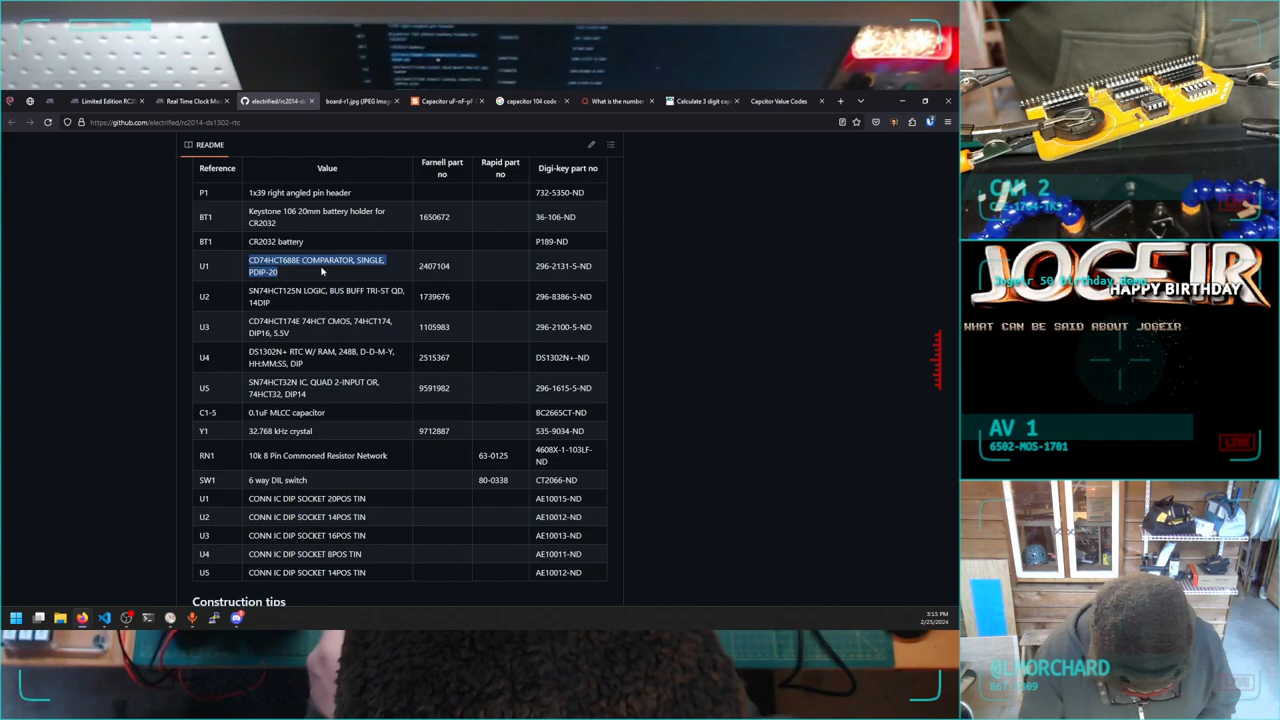 Limited Edition RC2
Real Time Clock Mo
electrified/rc2014-ds
board-r1.jpg (JPEG Imag
Capacitor uF-nF-pF
capacitor 104 code
What is the number
Calculate 3 digit cap
Capcitor Value Codes
https://github.com/electrified/rc2014-ds1302-rtc
README
Reference Value Farnell part no Rapid part no Digi-key part no
P1 1x39 right angled pin header 732-5350-ND
BT1 Keystone 106 20mm battery holder for CR2032 1650672 36-106-ND
BT1 CR2032 battery P189-ND
U1 CD74HCT688E COMPARATOR, SINGLE, PDIP-20 2407104 296-2131-5-ND
U2 SN74HCT125N LOGIC, BUS BUFF TRI-ST QD, 14DIP 1739676 296-8386-5-ND
U3 CD74HCT174E 74HCT CMOS, 74HCT174, DIP16, 5.5V 1105983 296-2100-5-ND
U4 DS1302N+ RTC W/ RAM, 248B, D-D-M-Y, HH:MM:SS, DIP 2515367 DS1302N+-ND
U5 SN74HCT32N IC, QUAD 2-INPUT OR, 74HCT32, DIP14 9591982 296-1615-5-ND
C1-5 0.1uF MLCC capacitor BC2665CT-ND
Y1 32.768 kHz crystal 9712887 535-9034-ND
RN1 10k 8 Pin Commoned Resistor Network 63-0125 4608X-1-103LF-ND
SW1 6 way DIL switch 80-0338 CT2066-ND
U1 CONN IC DIP SOCKET 20POS TIN AE10015-ND
U2 CONN IC DIP SOCKET 14POS TIN AE10012-ND
U3 CONN IC DIP SOCKET 16POS TIN AE10013-ND
U4 CONN IC DIP SOCKET 8POS TIN AE10011-ND
U5 CONN IC DIP SOCKET 14POS TIN AE10012-ND
Construction tips
3:15 PM
2/25/2024
CAM 2
LIVE
JOGEIR
Jogeir 50 birthday demo
HAPPY BIRTHDAY
WHAT CAN BE SAID ABOUT JOGEIR
AV 1
6502-MOS-1701
LIVE
@LMORCHARD
LIVE